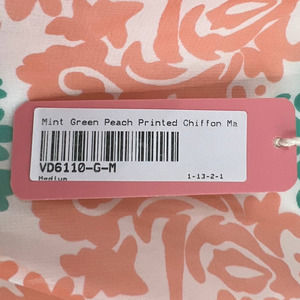 Mint Green Peach Printed Chiffon Ma
VD6110-G-M
Medium
1-13-2-1